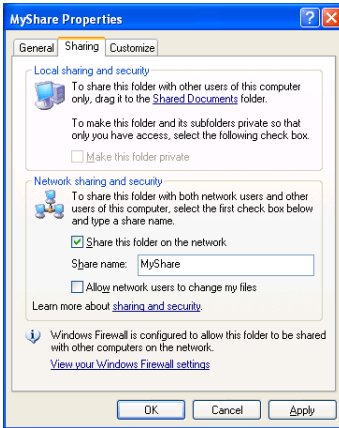 MyShare Properties
General Sharing Customize
Local sharing and security
To share this folder with other users of this computer
only, drag it to the Shared Documents folder.
To make this folder and its subfolders private so that
only you have access, select the following check box.
Make this folder private
Network sharing and security
To share this folder with both network users and other
users of this computer, select the first check box below
and type a share name.
Share this folder on the network
Share name: MyShare
Allow network users to change my files
Learn more about sharing and security.
Windows Firewall is configured to allow this folder to be shared
with other computers on the network.
View your Windows Firewall settings
OK Cancel Apply